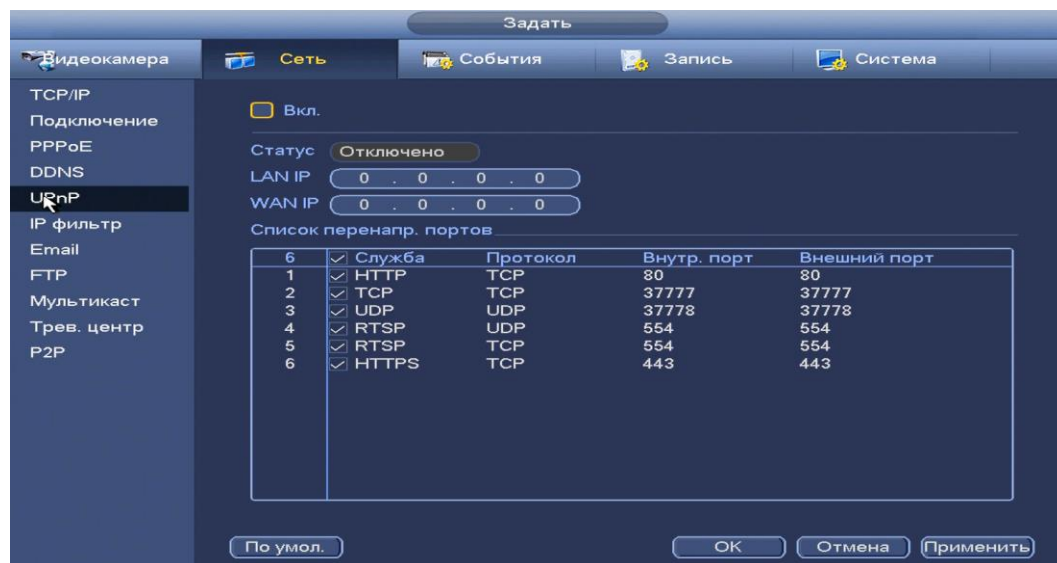 Задать
Видеокамера Сеть События Запись Система
TCP/IP
Подключение
PPPoE
DDNS
UPnP
IP фильтр
Email
FTP
Мультикаст
Трев. центр
P2P
Вкл.
Статус Отключено
LAN IP 0 . 0 . 0 . 0
WAN IP 0 . 0 . 0 . 0
Список перенапр. портов
6 Служба Протокол Внутр. порт Внешний порт
1 HTTP TCP 80 80
2 TCP TCP 37777 37777
3 UDP UDP 37778 37778
4 RTSP UDP 554 554
5 RTSP TCP 554 554
6 HTTPS TCP 443 443
По умол. OK Отмена Применить